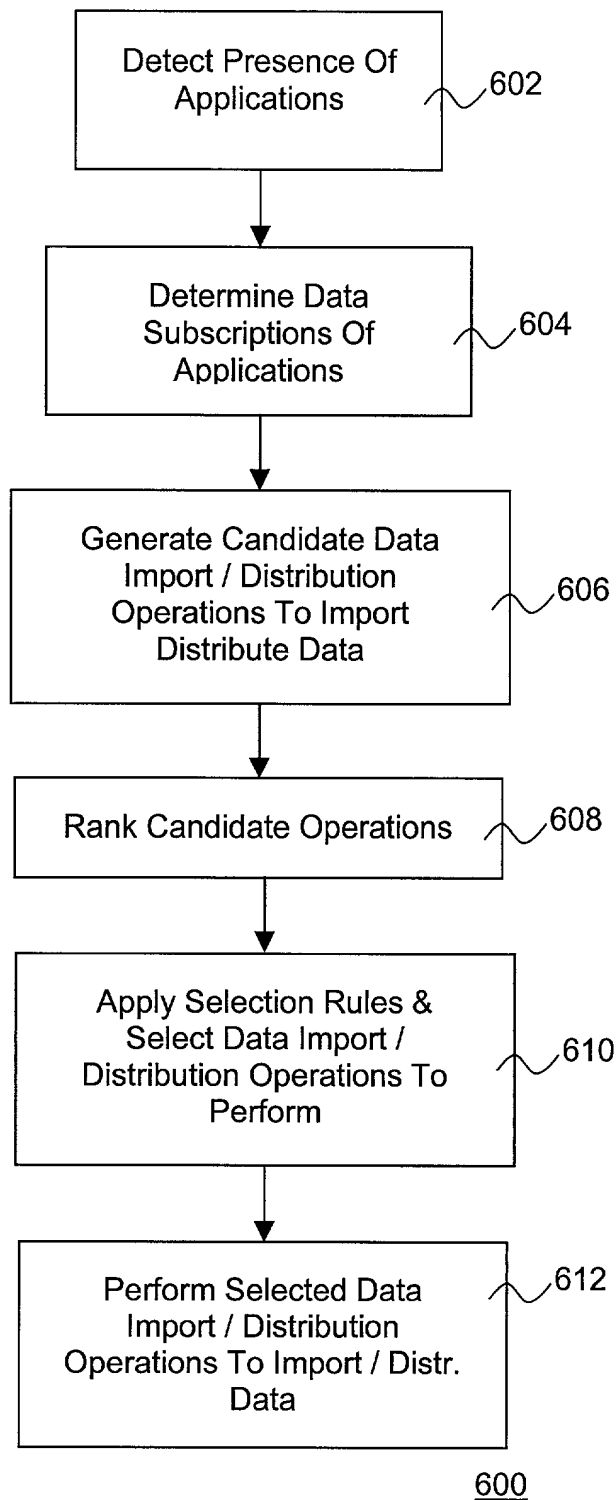 Detect Presence Of
Applications
602
Determine Data
Subscriptions Of
Applications
604
Generate Candidate Data
Import / Distribution
Operations To Import
Distribute Data
606
Rank Candidate Operations
608
Apply Selection Rules &
Select Data Import /
Distribution Operations To
Perform
610
Perform Selected Data
Import / Distribution
Operations To Import / Distr.
Data
612
600